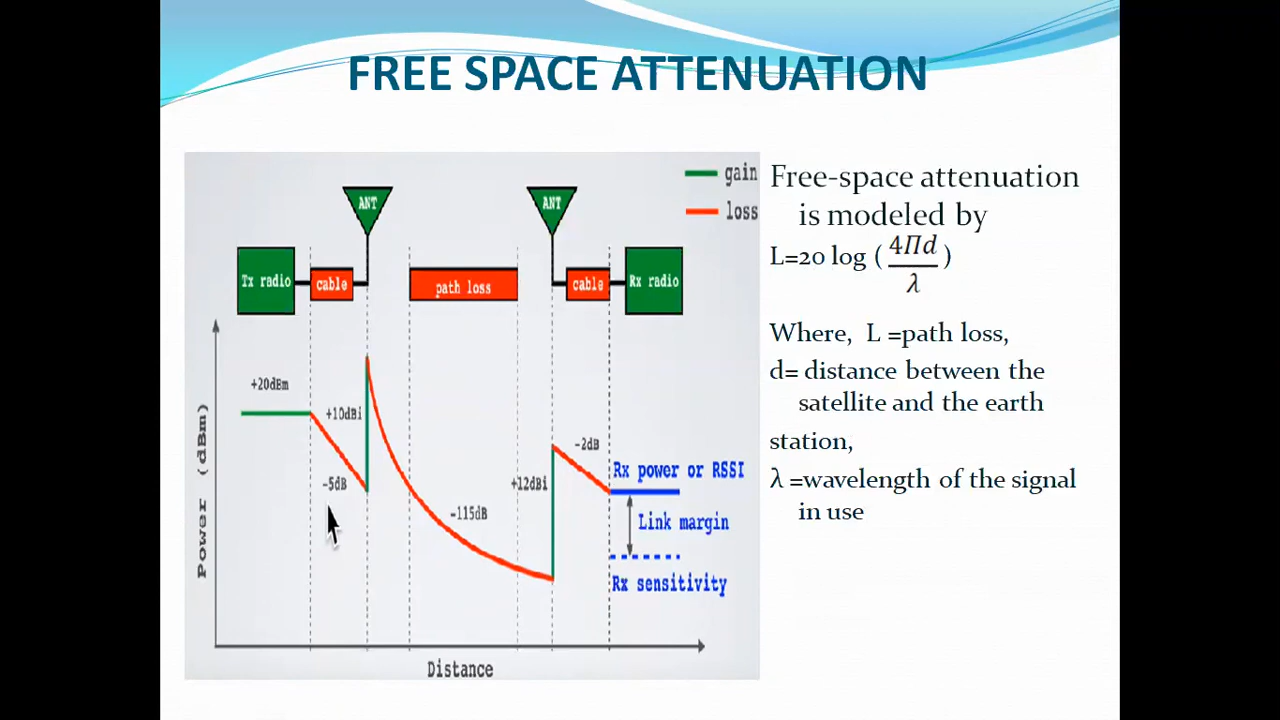 FREE SPACE ATTENUATION
gain
loss
ANT
ANT
Tx radio
cable
path loss
cable
Rx radio
+20dBm
+10dBi
-5dB
-115dB
+12dBi
-2dB
Rx power or RSSI
Link margin
Rx sensitivity
Power (dBm)
Distance
Free-space attenuation
is modeled by
L=20 log ( 4Πd / λ )
Where, L =path loss,
d= distance between the
satellite and the earth
station,
λ =wavelength of the signal
in use